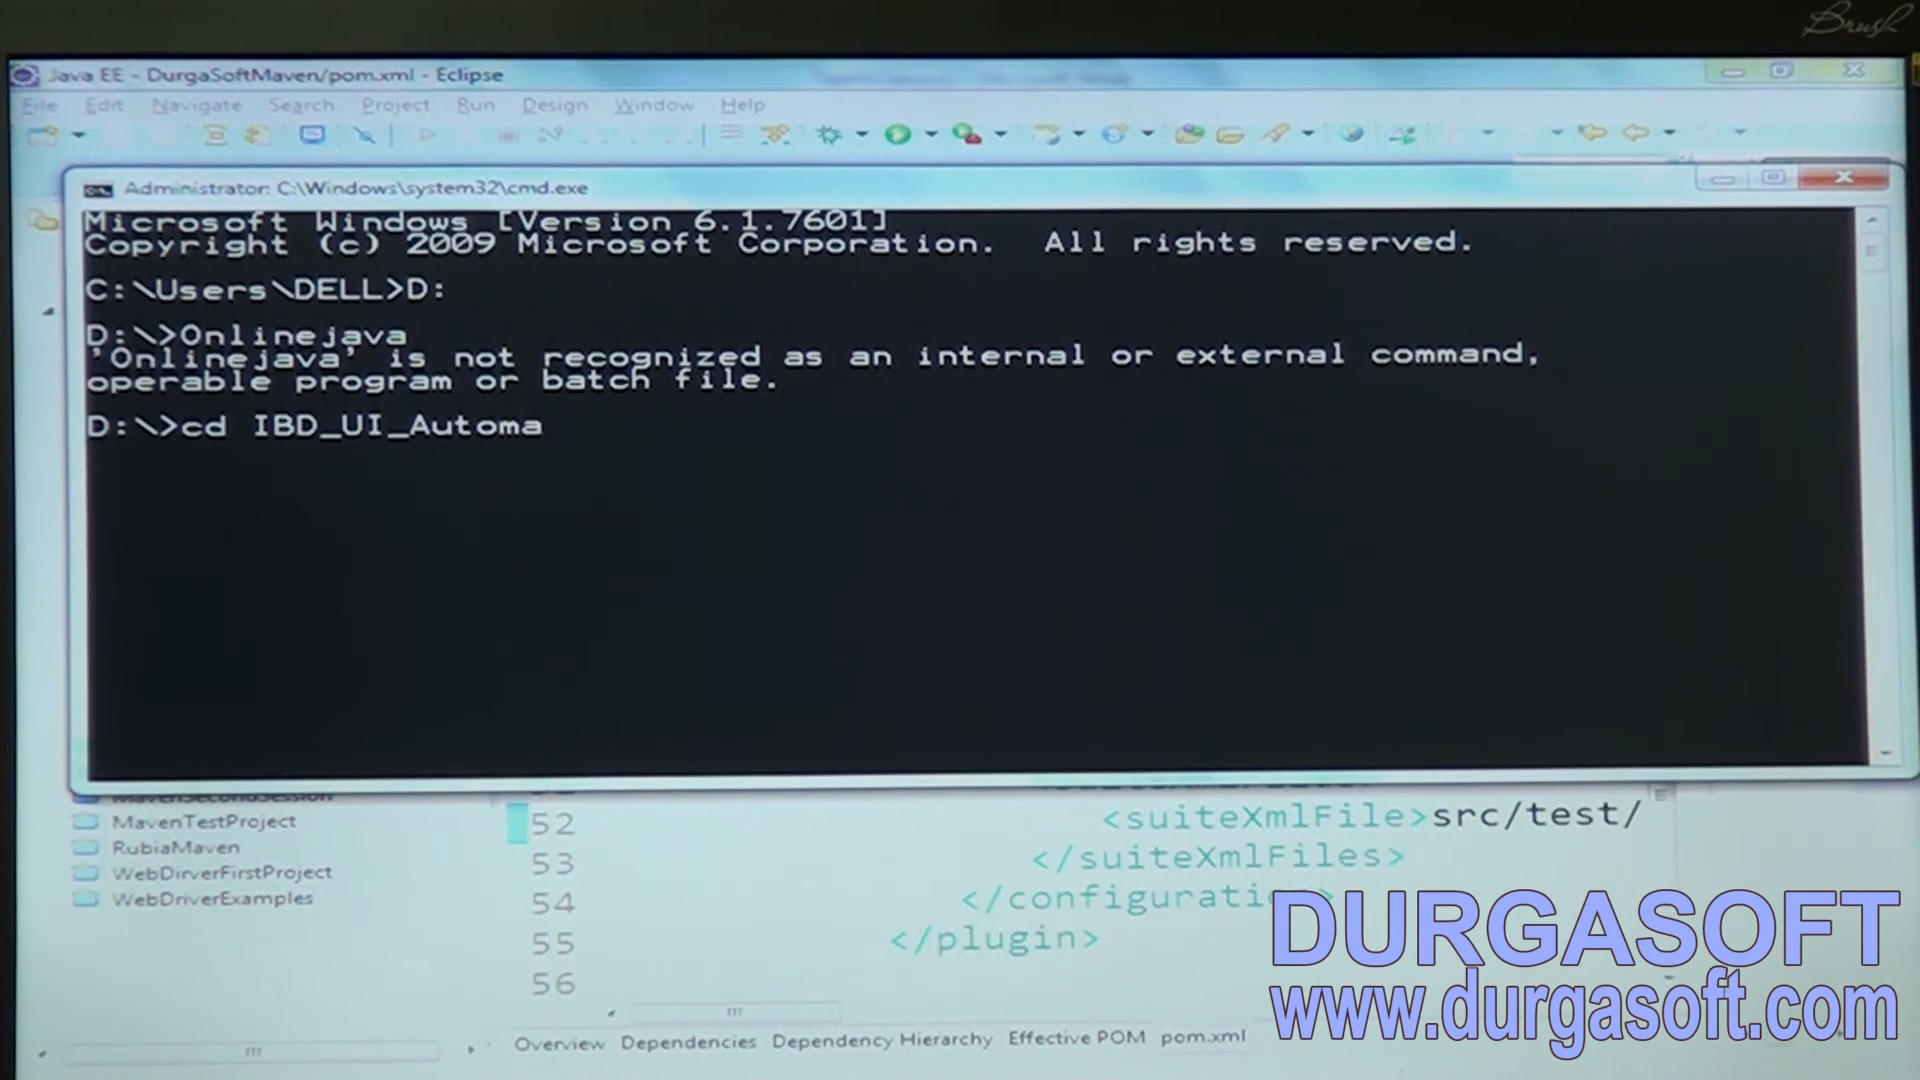 Brush
Java EE - DurgaSoftMaven/pom.xml - Eclipse
File Edit Navigate Search Project Run Design Window Help
Administrator: C:\Windows\system32\cmd.exe
Microsoft Windows [Version 6.1.7601]
Copyright (c) 2009 Microsoft Corporation. All rights reserved.
C:\Users\DELL>D:
D:\>Onlinejava
'Onlinejava' is not recognized as an internal or external command,
operable program or batch file.
D:\>cd IBD_UI_Automa
MavenSecondSession
MavenTestProject
RubiaMaven
WebDirverFirstProject
WebDriverExamples
52 <suiteXmlFile>src/test/
53 </suiteXmlFiles>
54 </configuration>
55 </plugin>
56
Overview Dependencies Dependency Hierarchy Effective POM pom.xml
DURGASOFT
www.durgasoft.com